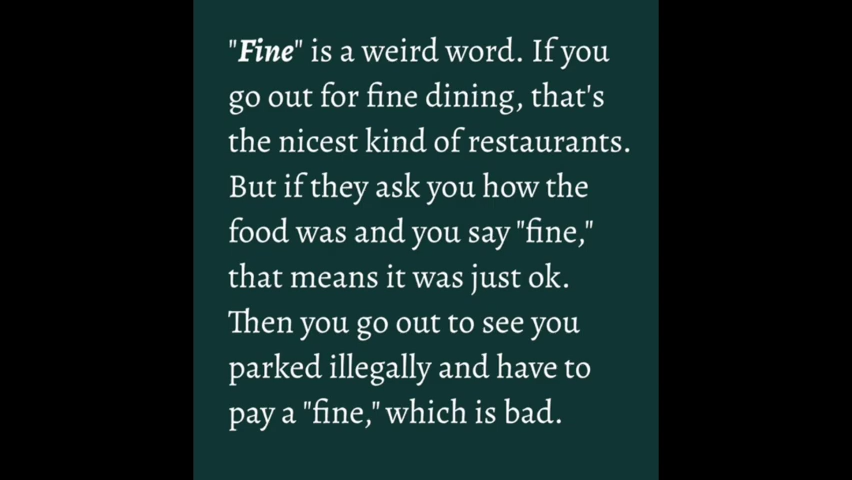 "Fine" is a weird word. If you
go out for fine dining, that's
the nicest kind of restaurants.
But if they ask you how the
food was and you say "fine,"
that means it was just ok.
Then you go out to see you
parked illegally and have to
pay a "fine," which is bad.